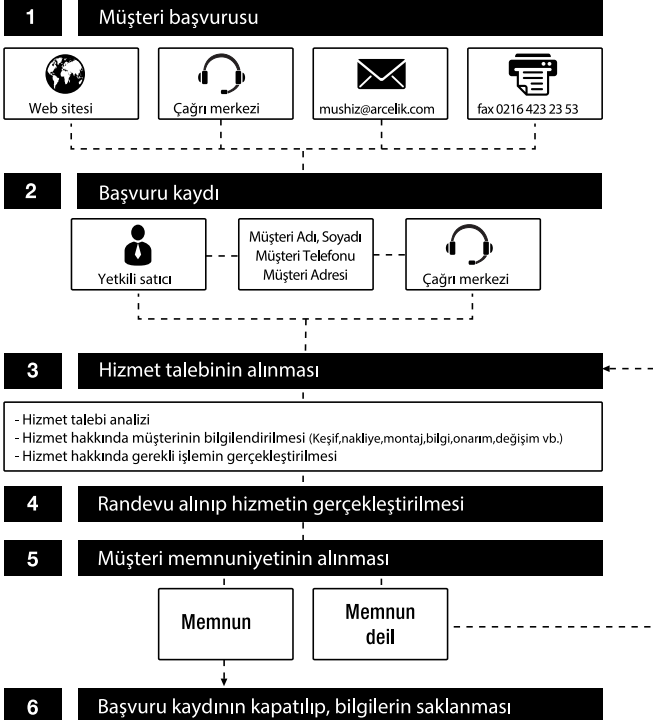 1 Müşteri başvurusu
Web sitesi
Çağrı merkezi
mushiz@arcelik.com
fax 0216 423 23 53
2 Başvuru kaydı
Yetkili satıcı
Müşteri Adı, Soyadı
Müşteri Telefonu
Müşteri Adresi
Çağrı merkezi
3 Hizmet talebinin alınması
- Hizmet talebi analizi
- Hizmet hakkında müşterinin bilgilendirilmesi (Keşif,nakliye,montaj,bilgi,onarım,değişim vb.)
- Hizmet hakkında gerekli işlemin gerçekleştirilmesi
4 Randevu alınıp hizmetin gerçekleştirilmesi
5 Müşteri memnuniyetinin alınması
Memnun
Memnun
deil
6 Başvuru kaydının kapatılıp, bilgilerin saklanması